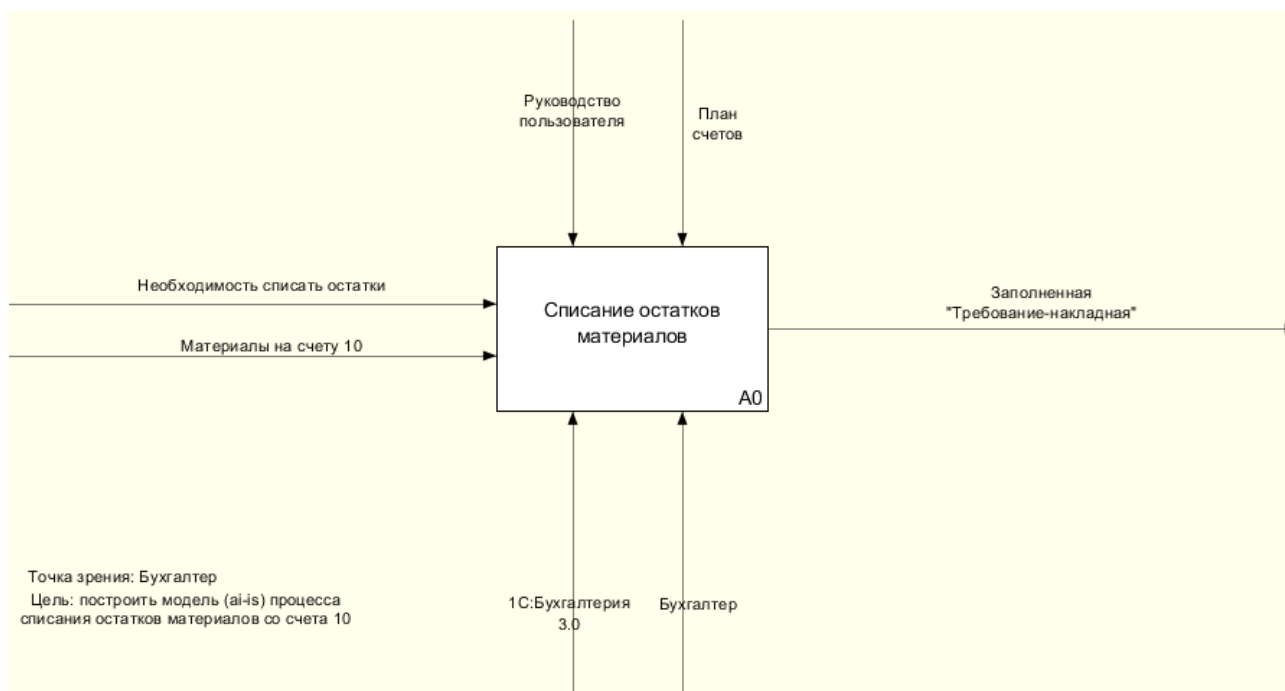 Руководство
пользователя
План
счетов
Необходимость списать остатки
Материалы на счету 10
Списание остатков
материалов
A0
Заполненная
"Требование-накладная"
Точка зрения: Бухгалтер
Цель: построить модель (ai-is) процесса
списания остатков материалов со счета 10
1С:Бухгалтерия
3.0
Бухгалтер